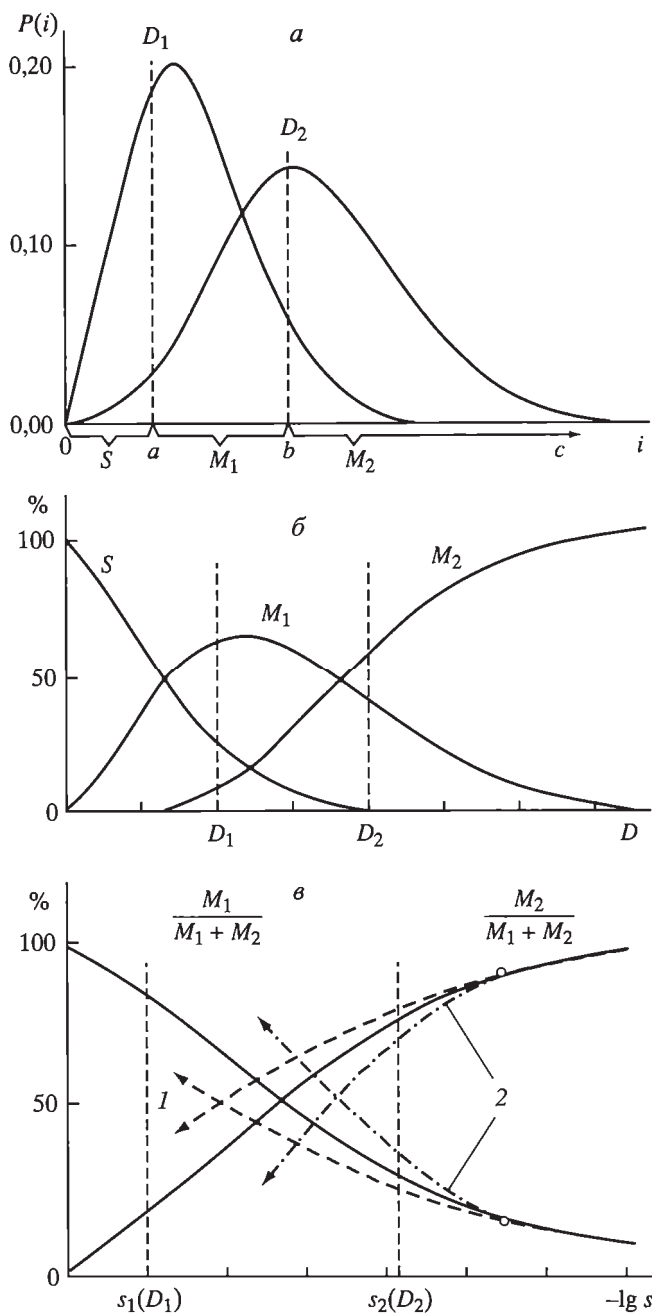 P(i)
D₁
a
0,20
D₂
0,10
0,00
0
S
a
M₁
b
M₂
c
i
%
б
100
S
M₂
M₁
50
0
D₁
D₂
D
%
M₁
M₁ + M₂
в
M₂
M₁ + M₂
100
1
50
2
0
s₁(D₁)
s₂(D₂)
–lg s